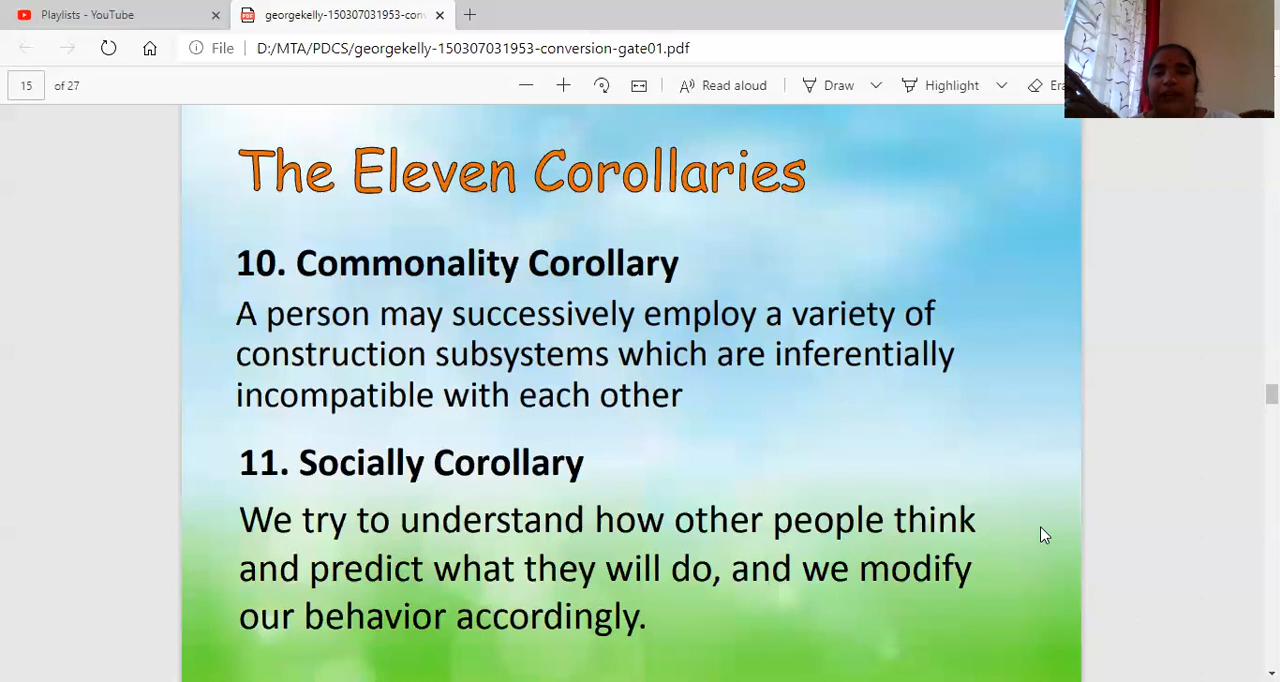 Playlists - YouTube
georgekelly-150307031953-con
File D:/MTA/PDCS/georgekelly-150307031953-conversion-gate01.pdf
15 of 27 Read aloud Draw Highlight
The Eleven Corollaries
10. Commonality Corollary
A person may successively employ a variety of
construction subsystems which are inferentially
incompatible with each other
11. Socially Corollary
We try to understand how other people think
and predict what they will do, and we modify
our behavior accordingly.